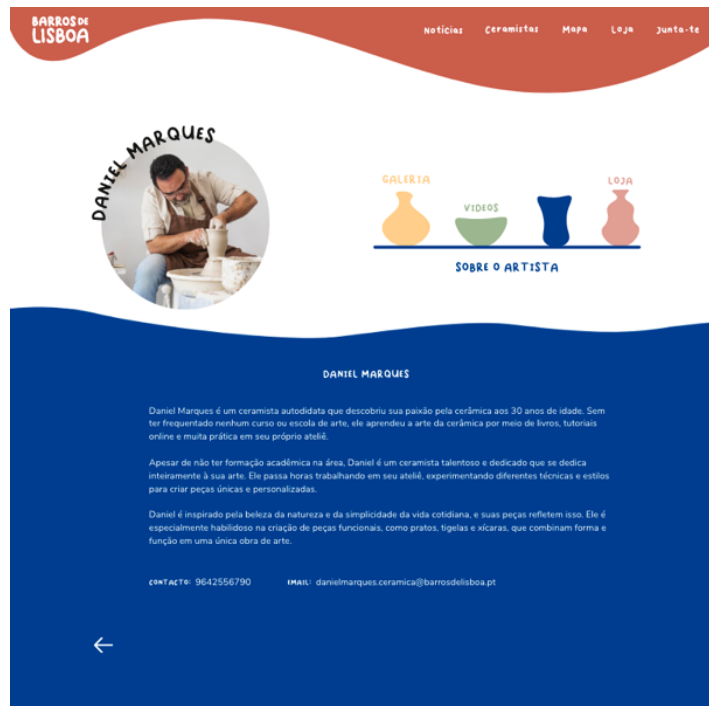 BARROS DE
LISBOA
Notícias Ceramistas Mapa Loja Junta-te
DANIEL MARQUES
GALERIA
VIDEOS
LOJA
SOBRE O ARTISTA
DANIEL MARQUES
Daniel Marques é um ceramista autodidata que descobriu sua paixão pela cerâmica aos 30 anos de idade. Sem
ter frequentado nenhum curso ou escola de arte, ele aprendeu a arte da cerâmica por meio de livros, tutoriais
online e muita prática em seu próprio ateliê.
Apesar de não ter formação acadêmica na área, Daniel é um ceramista talentoso e dedicado que se dedica
inteiramente à sua arte. Ele passa horas trabalhando em seu ateliê, experimentando diferentes técnicas e estilos
para criar peças únicas e personalizadas.
Daniel é inspirado pela beleza da natureza e da simplicidade da vida cotidiana, e suas peças refletem isso. Ele é
especialmente habilidoso na criação de peças funcionais, como pratos, tigelas e xícaras, que combinam forma e
função em uma única obra de arte.
CONTACTO: 9642556790 EMAIL: danielmarques.ceramica@barrosdelisboa.pt